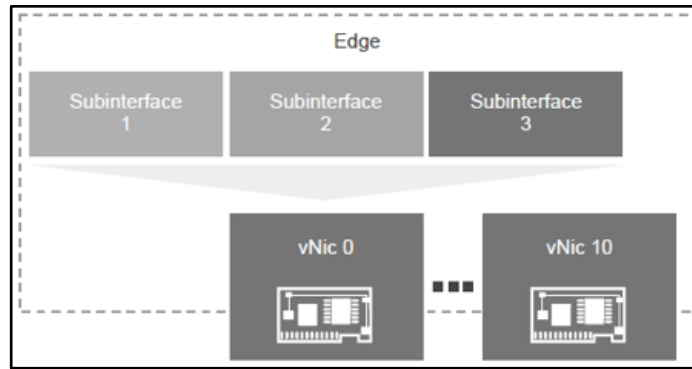 Edge
Subinterface
1
Subinterface
2
Subinterface
3
vNic 0
vNic 10